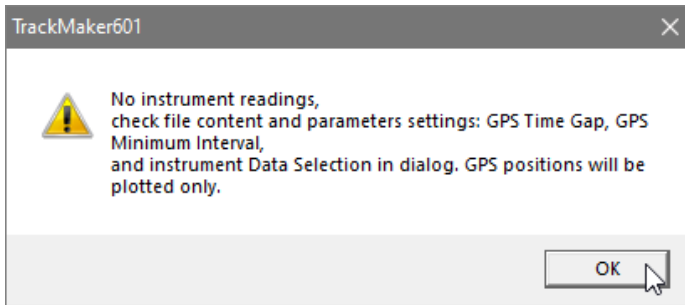 TrackMaker601
No instrument readings,
check file content and parameters settings: GPS Time Gap, GPS
Minimum Interval,
and instrument Data Selection in dialog. GPS positions will be
plotted only.
OK